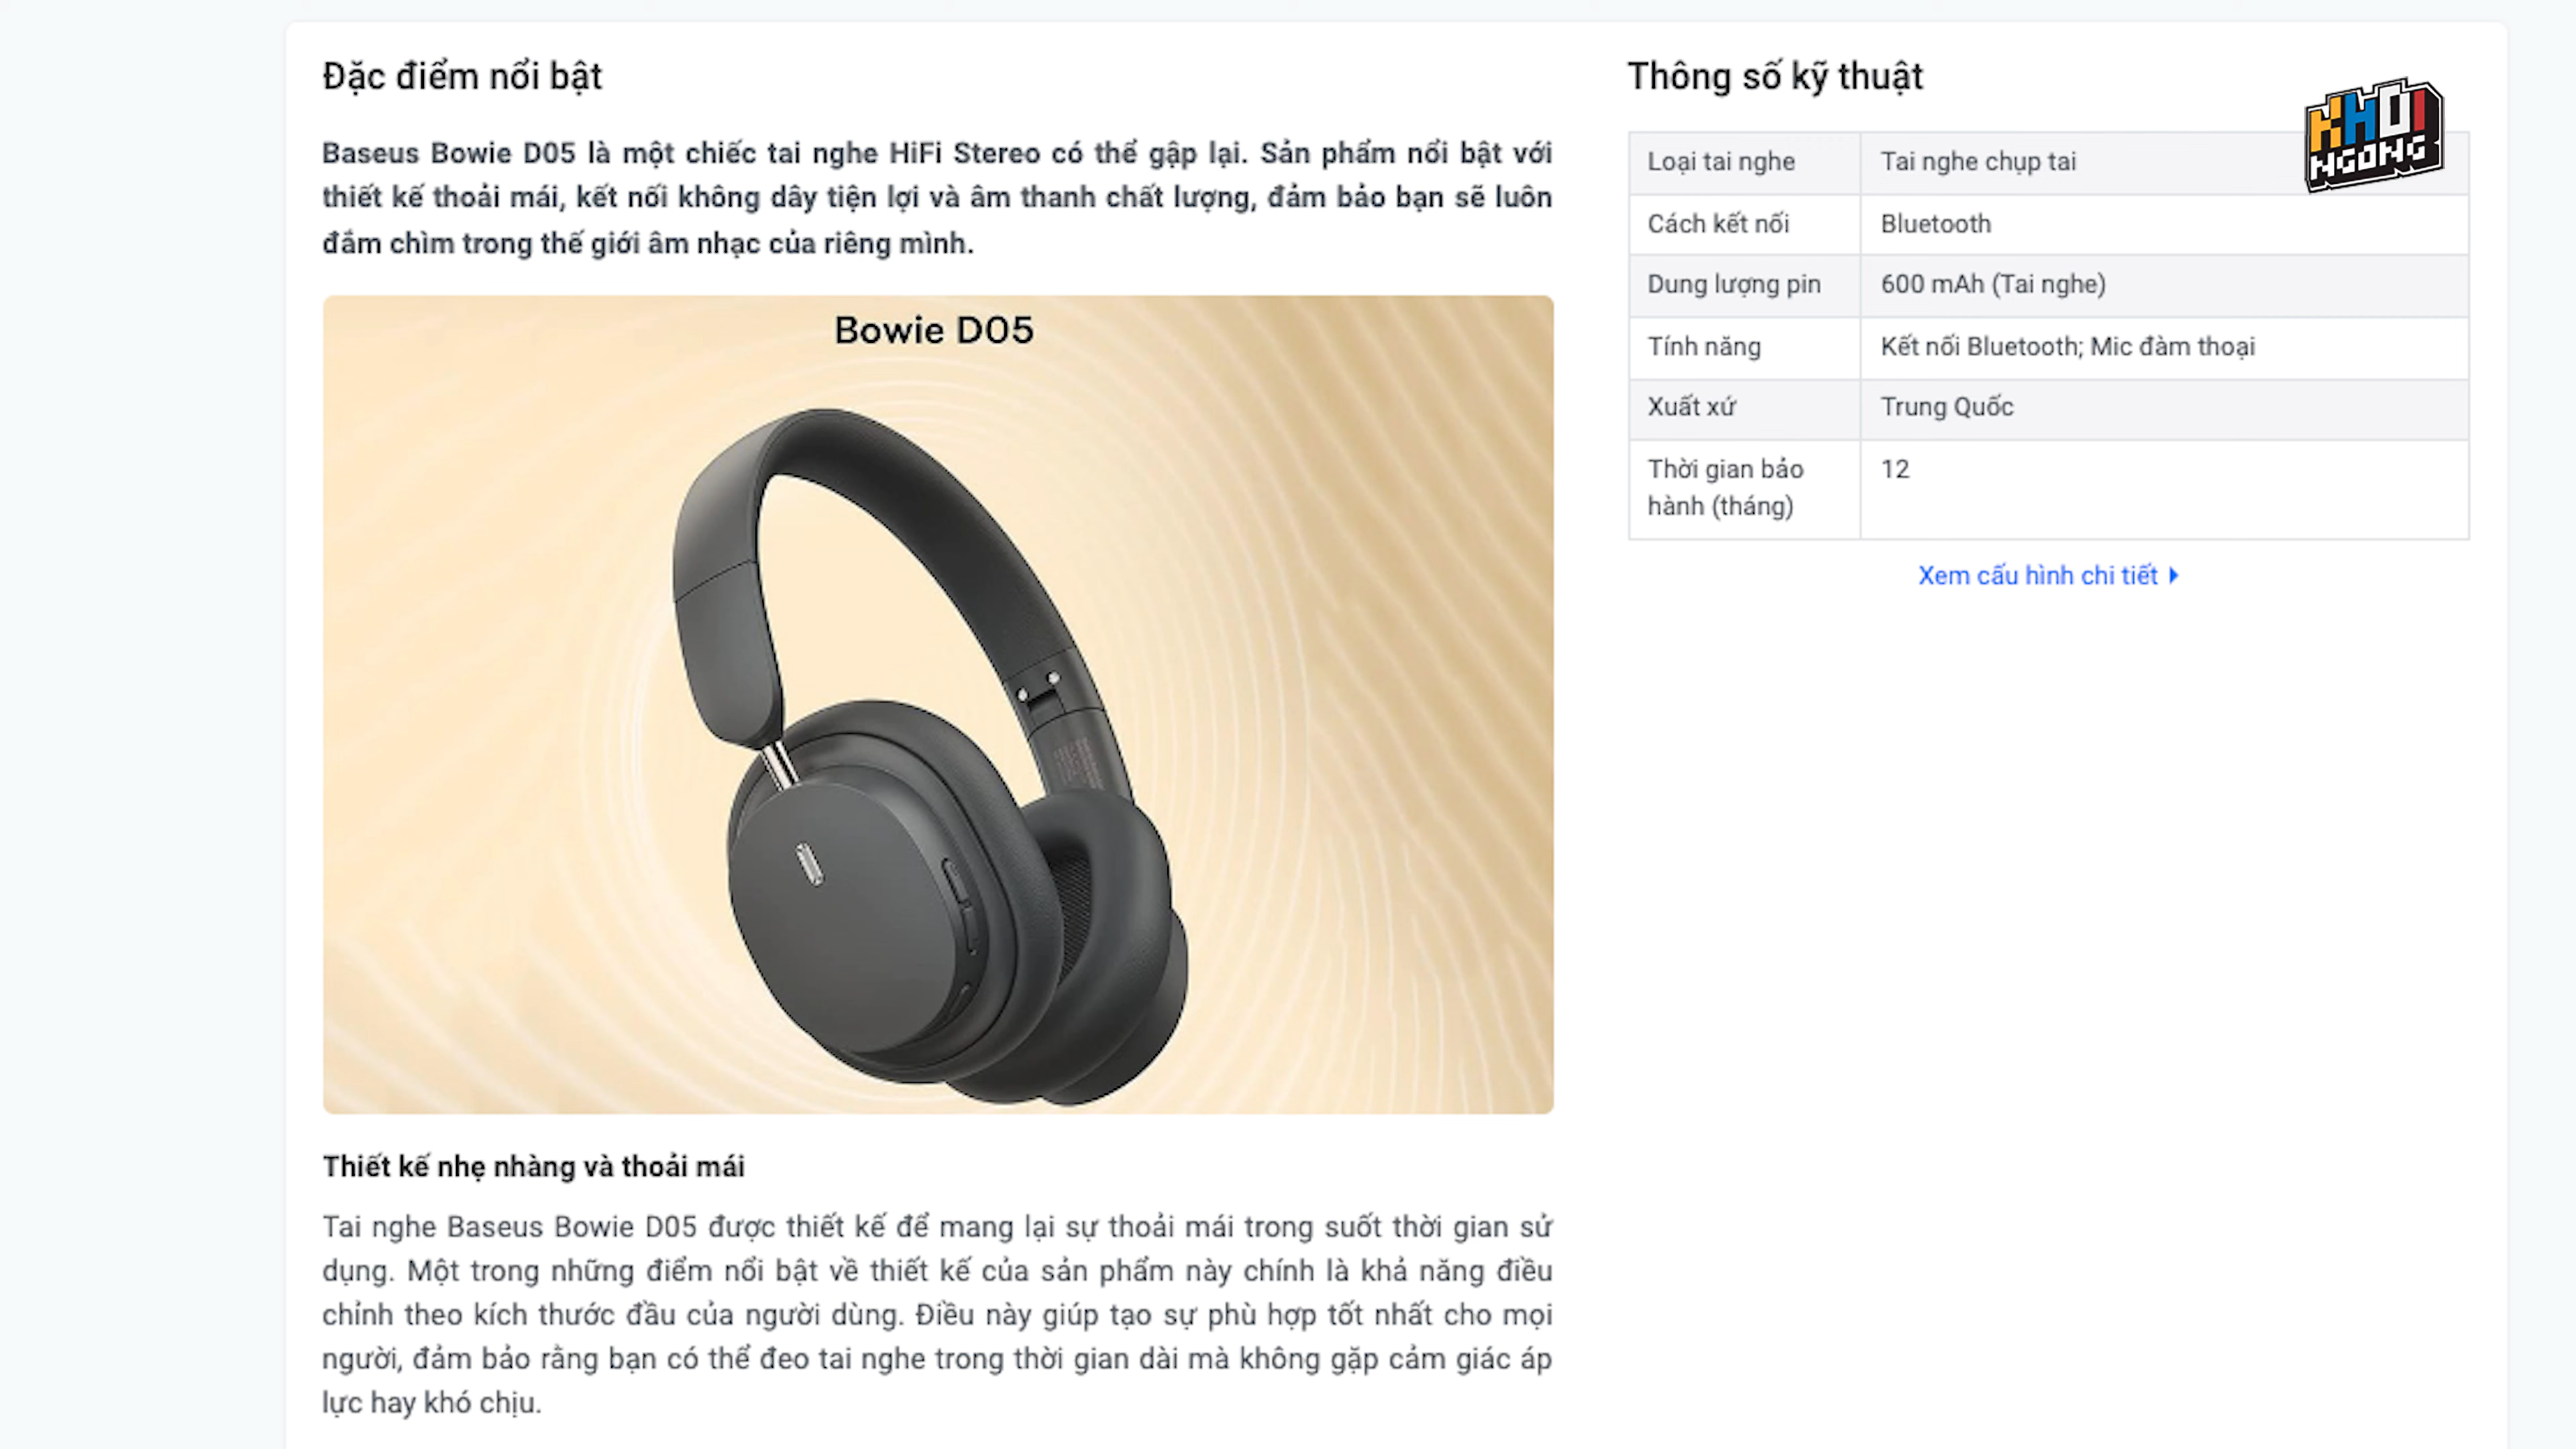 Đặc điểm nổi bật
Baseus Bowie D05 là một chiếc tai nghe HiFi Stereo có thể gập lại. Sản phẩm nổi bật với
thiết kế thoải mái, kết nối không dây tiện lợi và âm thanh chất lượng, đảm bảo bạn sẽ luôn
đắm chìm trong thế giới âm nhạc của riêng mình.
Bowie D05
Thiết kế nhẹ nhàng và thoải mái
Tai nghe Baseus Bowie D05 được thiết kế để mang lại sự thoải mái trong suốt thời gian sử
dụng. Một trong những điểm nổi bật về thiết kế của sản phẩm này chính là khả năng điều
chỉnh theo kích thước đầu của người dùng. Điều này giúp tạo sự phù hợp tốt nhất cho mọi
người, đảm bảo rằng bạn có thể đeo tai nghe trong thời gian dài mà không gặp cảm giác áp
lực hay khó chịu.
Thông số kỹ thuật
KHOI
NGONG
Loại tai nghe Tai nghe chụp tai
Cách kết nối Bluetooth
Dung lượng pin 600 mAh (Tai nghe)
Tính năng Kết nối Bluetooth; Mic đàm thoại
Xuất xứ Trung Quốc
Thời gian bảo 12
hành (tháng)
Xem cấu hình chi tiết